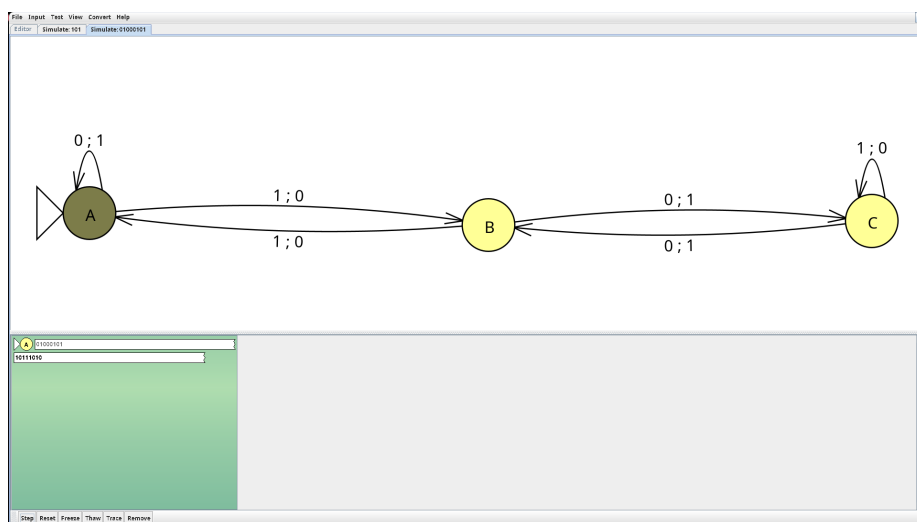 File Input Test View Convert Help
Editor Simulate: 101 Simulate: 01000101
0 ; 1
1 ; 0
1 ; 0
0 ; 1
A
B
C
1 ; 0
0 ; 1
A 01000101
10111010
Step Reset Freeze Thaw Trace Remove